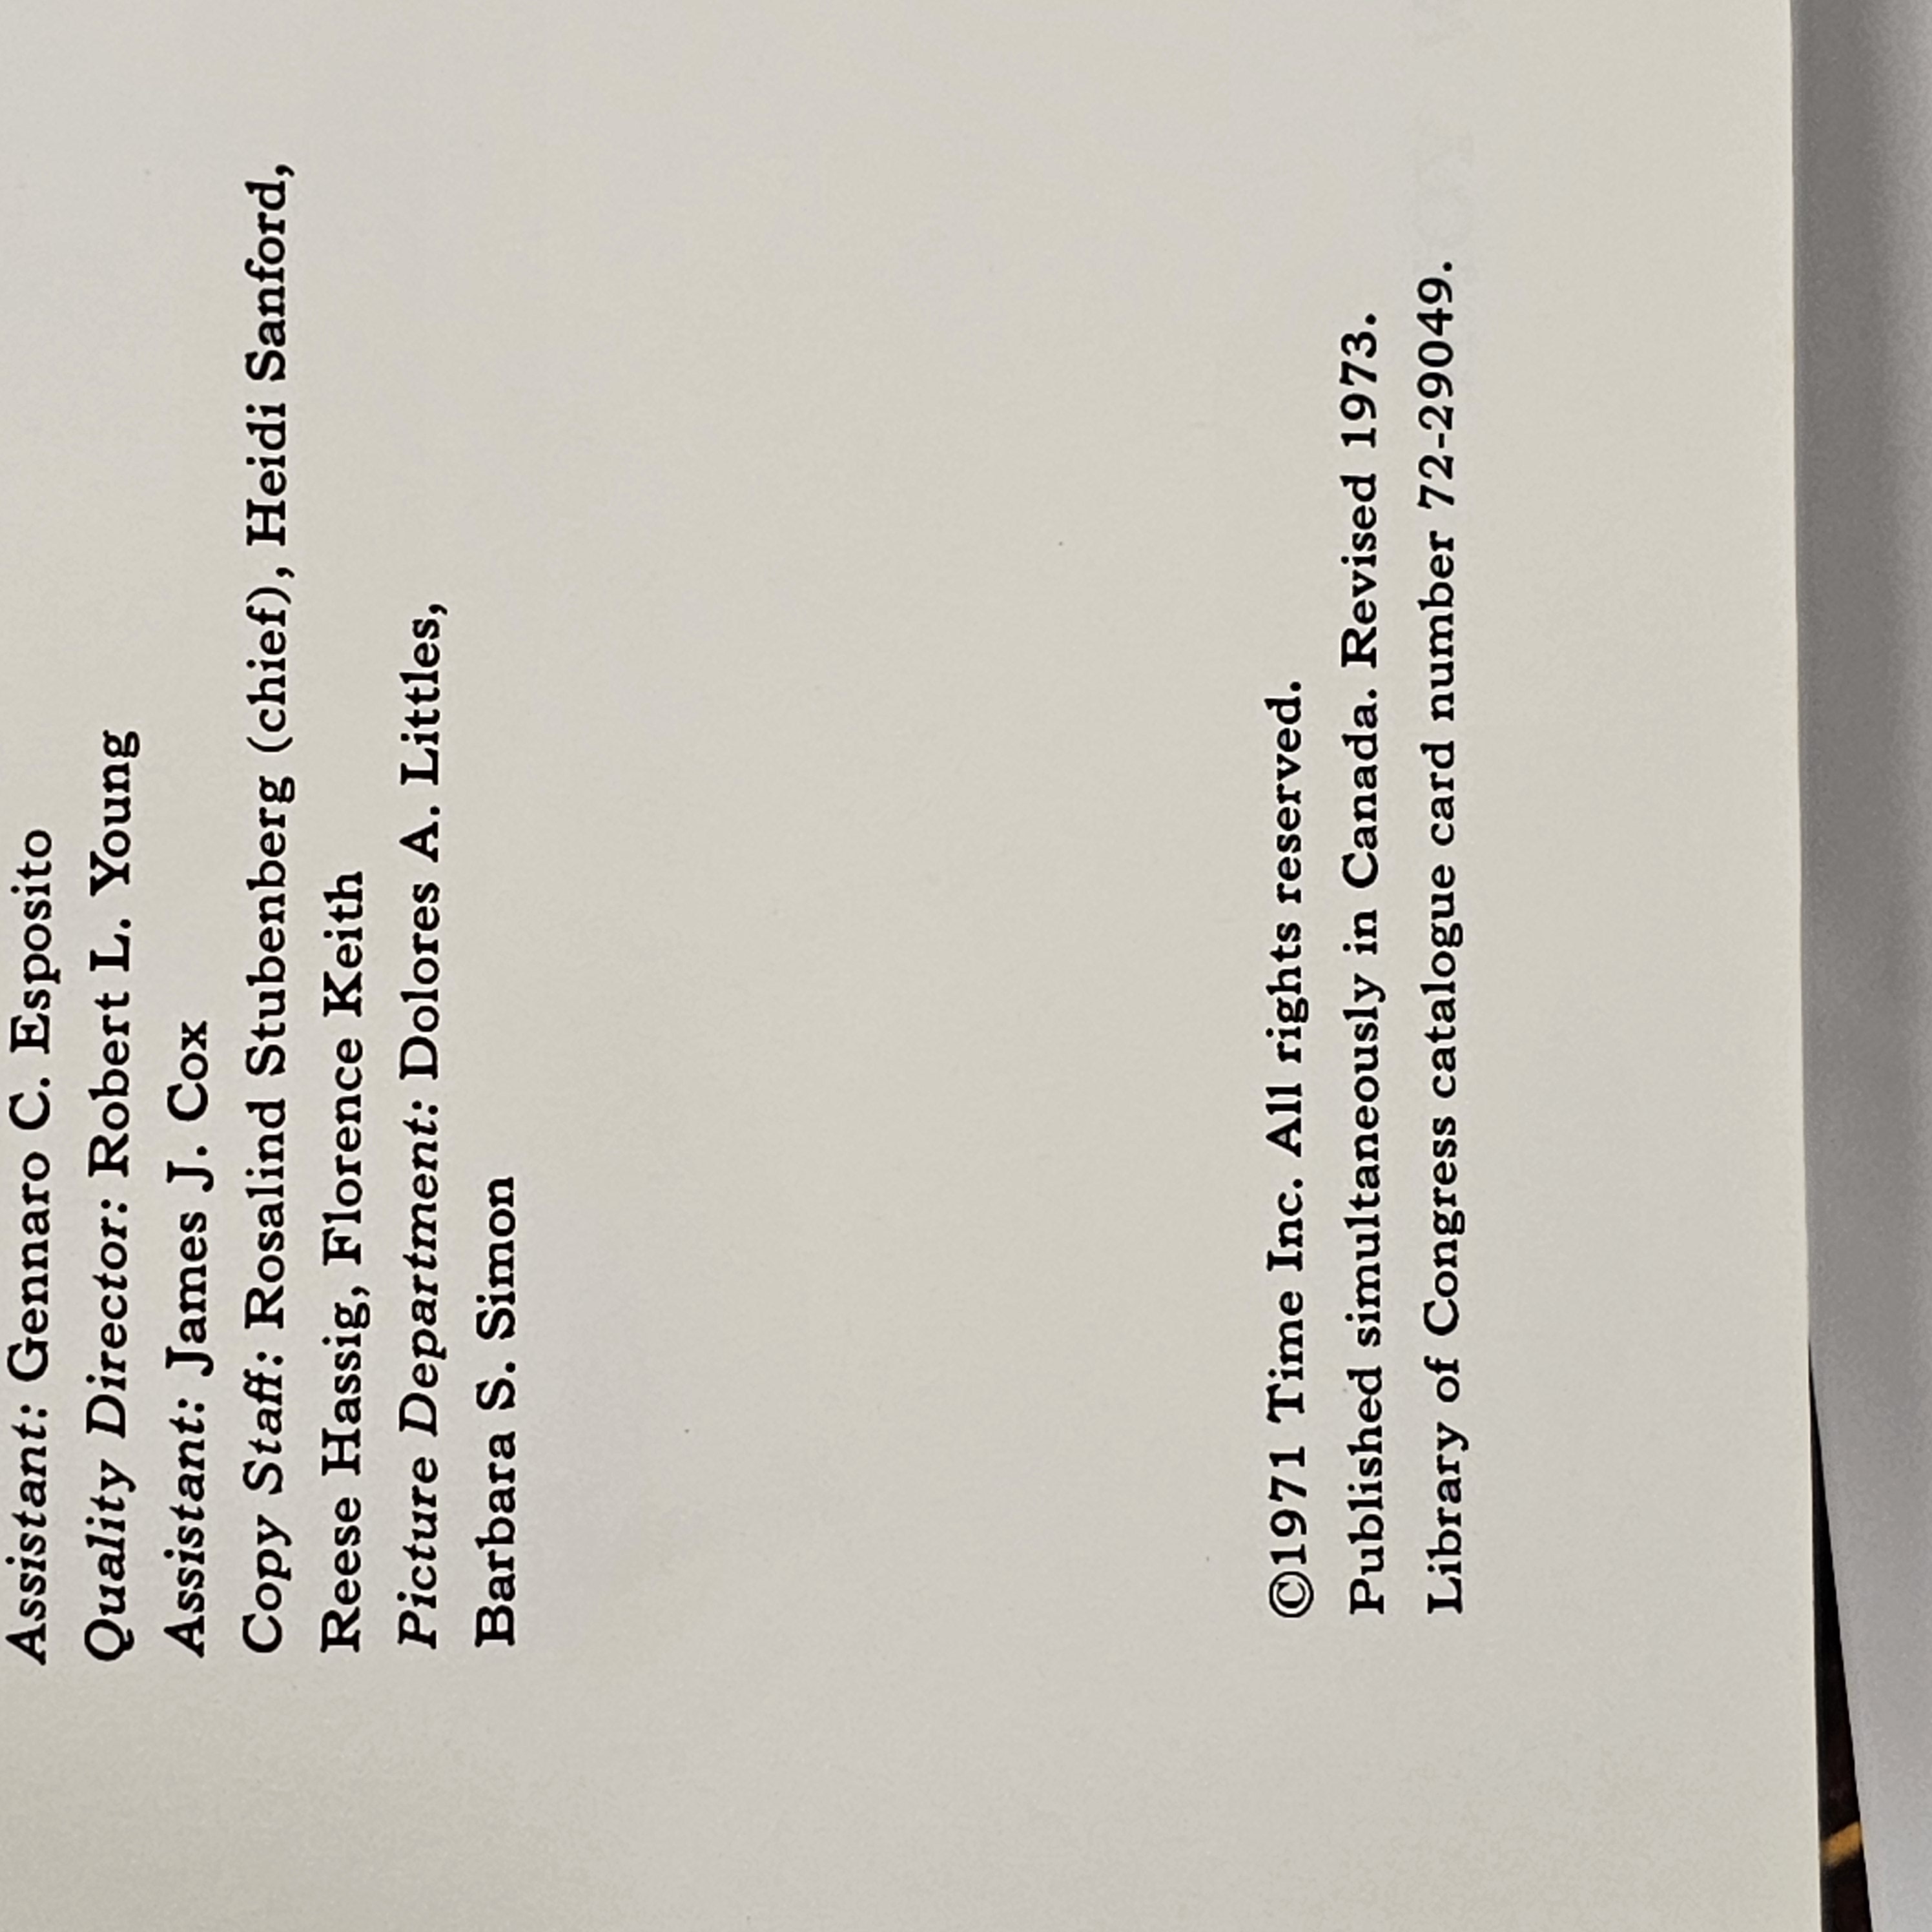 Assistant: Gennaro C. Esposito
Quality Director: Robert L. Young
Assistant: James J. Cox
Copy Staff: Rosalind Stubenberg (chief), Heidi Sanford,
Reese Hassig, Florence Keith
Picture Department: Dolores A. Littles,
Barbara S. Simon
©1971 Time Inc. All rights reserved.
Published simultaneously in Canada. Revised 1973.
Library of Congress catalogue card number 72-29049.